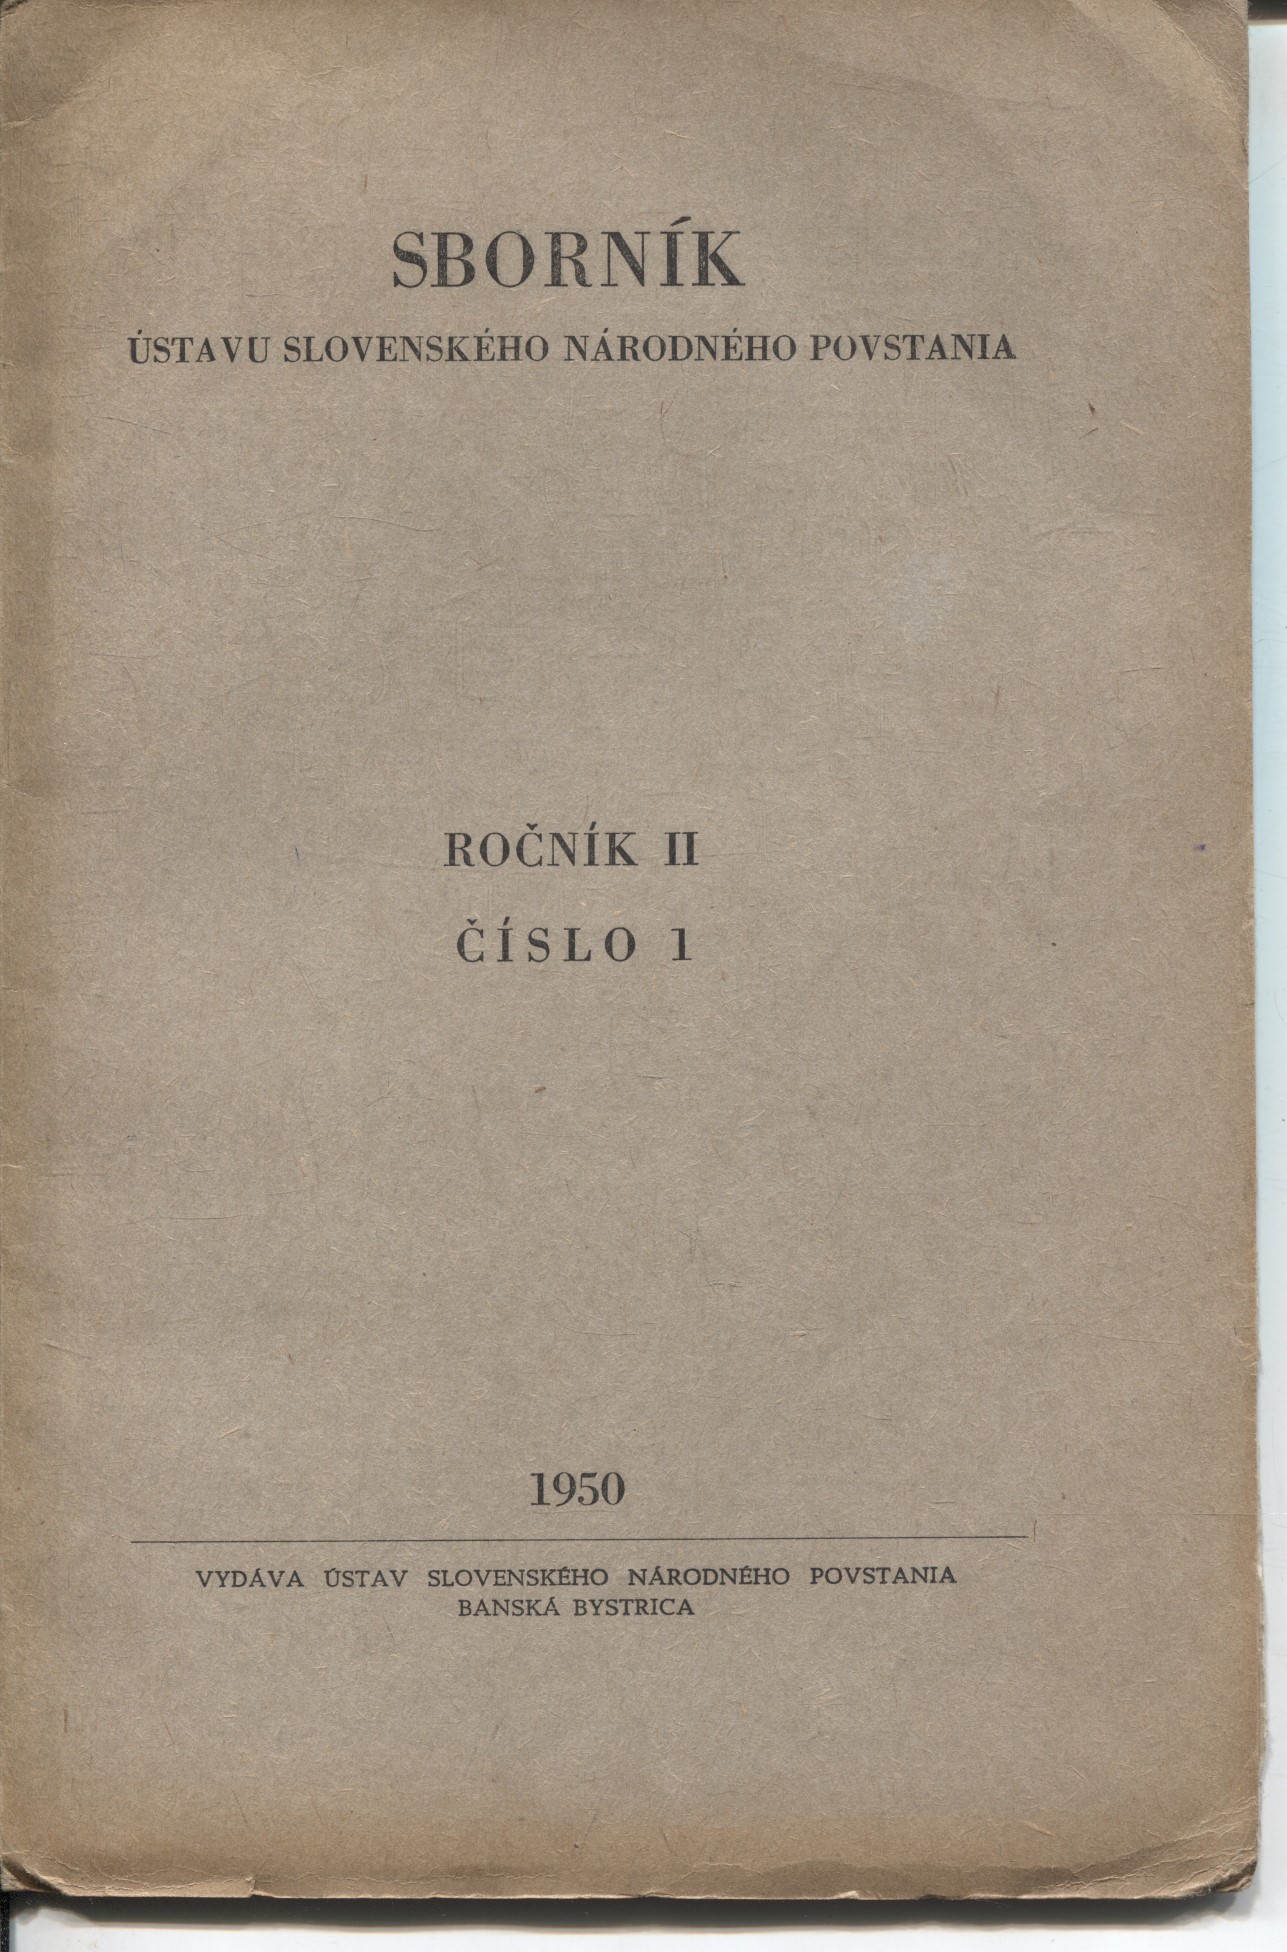 SBORNÍK
ÚSTAVU SLOVENSKÉHO NÁRODNÉHO POVSTANIA
ROČNÍK II
ČÍSLO 1
1950
VYDÁVA ÚSTAV SLOVENSKÉHO NÁRODNÉHO POVSTANIA
BANSKÁ BYSTRICA